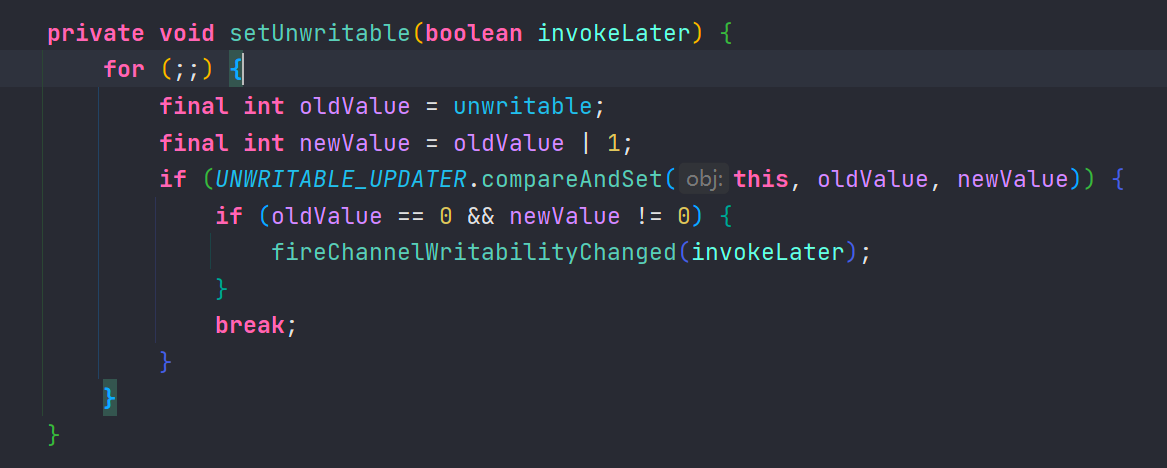 private void setUnwritable(boolean invokeLater) {
for (;;) {
final int oldValue = unwritable;
final int newValue = oldValue | 1;
if (UNWRITABLE_UPDATER.compareAndSet( obj: this, oldValue, newValue)) {
if (oldValue == 0 && newValue != 0) {
fireChannelWritabilityChanged(invokeLater);
}
break;
}
}
}